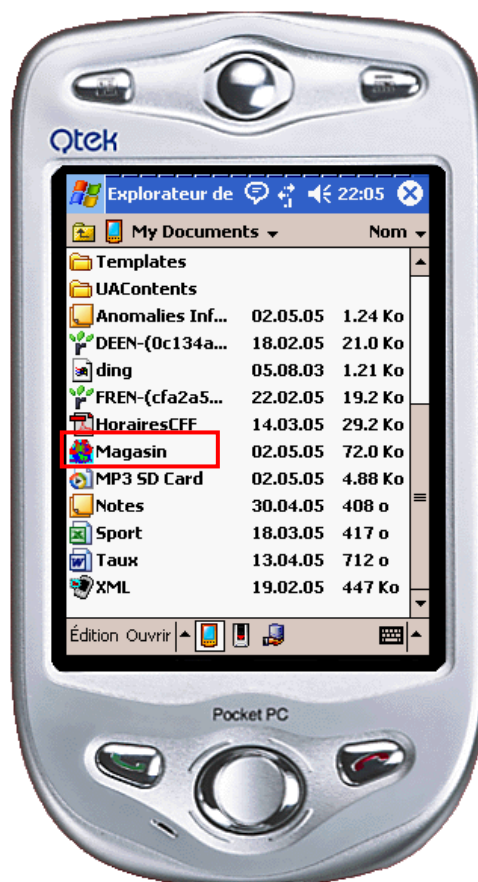 Qtek
Explorateur de 22:05
My Documents Nom
Templates
UAContents
Anomalies Inf... 02.05.05 1.24 Ko
DEEN-{0c134a... 18.02.05 21.0 Ko
ding 05.08.03 1.21 Ko
FREN-{cfa2a5... 22.02.05 19.2 Ko
HorairesCFF 14.03.05 29.2 Ko
Magasin 02.05.05 72.0 Ko
MP3 SD Card 02.05.05 4.88 Ko
Notes 30.04.05 408 o
Sport 18.03.05 417 o
Taux 13.04.05 712 o
XML 19.02.05 447 Ko
Édition Ouvrir
Pocket PC